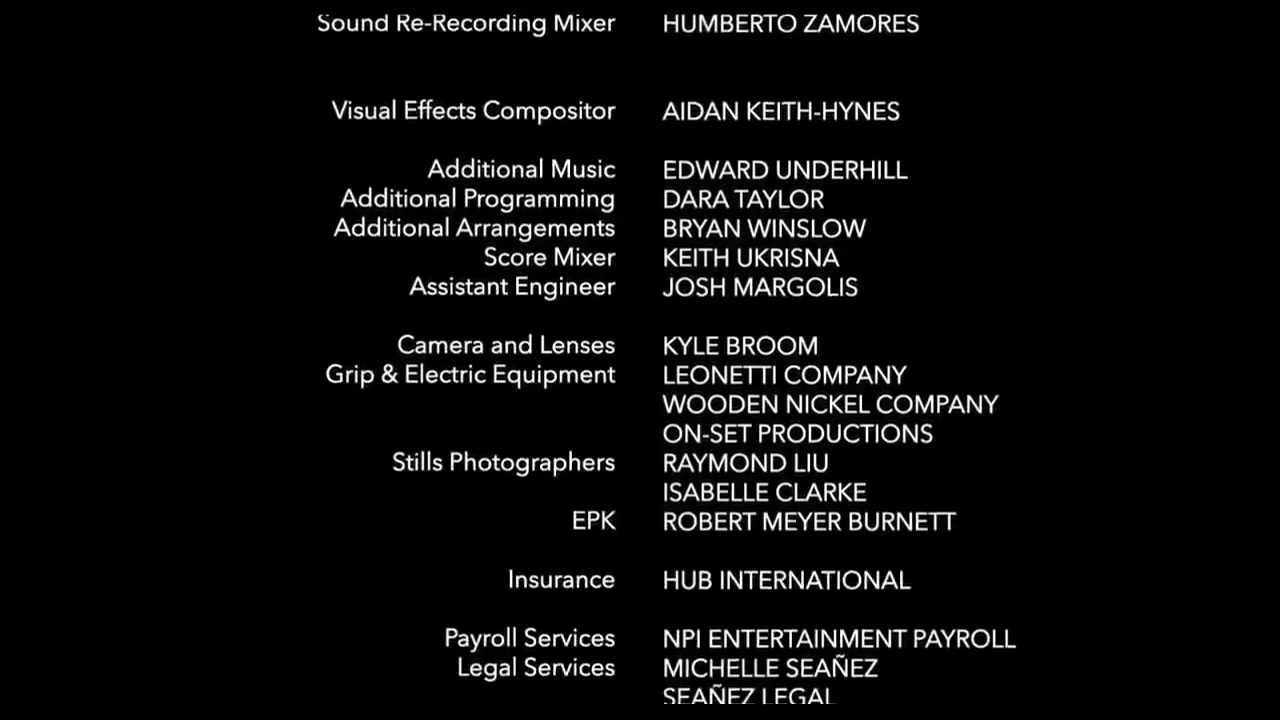 Sound Re-Recording Mixer HUMBERTO ZAMORES
Visual Effects Compositor AIDAN KEITH-HYNES
Additional Music EDWARD UNDERHILL
Additional Programming DARA TAYLOR
Additional Arrangements BRYAN WINSLOW
Score Mixer KEITH UKRISNA
Assistant Engineer JOSH MARGOLIS
Camera and Lenses KYLE BROOM
Grip & Electric Equipment LEONETTI COMPANY
WOODEN NICKEL COMPANY
ON-SET PRODUCTIONS
Stills Photographers RAYMOND LIU
ISABELLE CLARKE
EPK ROBERT MEYER BURNETT
Insurance HUB INTERNATIONAL
Payroll Services NPI ENTERTAINMENT PAYROLL
Legal Services MICHELLE SEAÑEZ
SEAÑEZ LEGAL